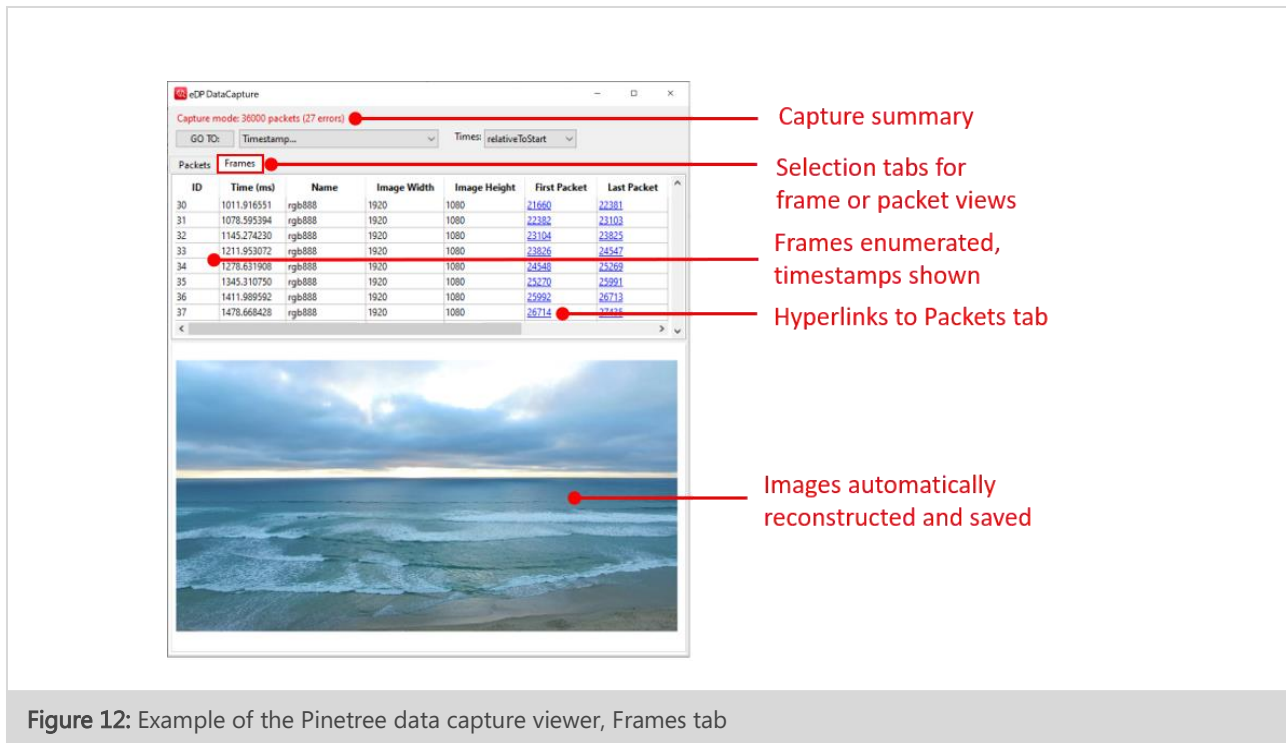 eDP DataCapture
Capture mode: 36000 packets (27 errors)
GO TO: Timestamp... Times: relativeToStart
Packets Frames
ID Time (ms) Name Image Width Image Height First Packet Last Packet
30 1011.916551 rgb888 1920 1080 21660 22381
31 1078.595394 rgb888 1920 1080 22382 23103
32 1145.274230 rgb888 1920 1080 23104 23825
33 1211.953072 rgb888 1920 1080 23826 24547
34 1278.631908 rgb888 1920 1080 24548 25269
35 1345.310750 rgb888 1920 1080 25270 25991
36 1411.989592 rgb888 1920 1080 25992 26713
37 1478.668428 rgb888 1920 1080 26714
Capture summary
Selection tabs for
frame or packet views
Frames enumerated,
timestamps shown
Hyperlinks to Packets tab
Images automatically
reconstructed and saved
Figure 12: Example of the Pinetree data capture viewer, Frames tab